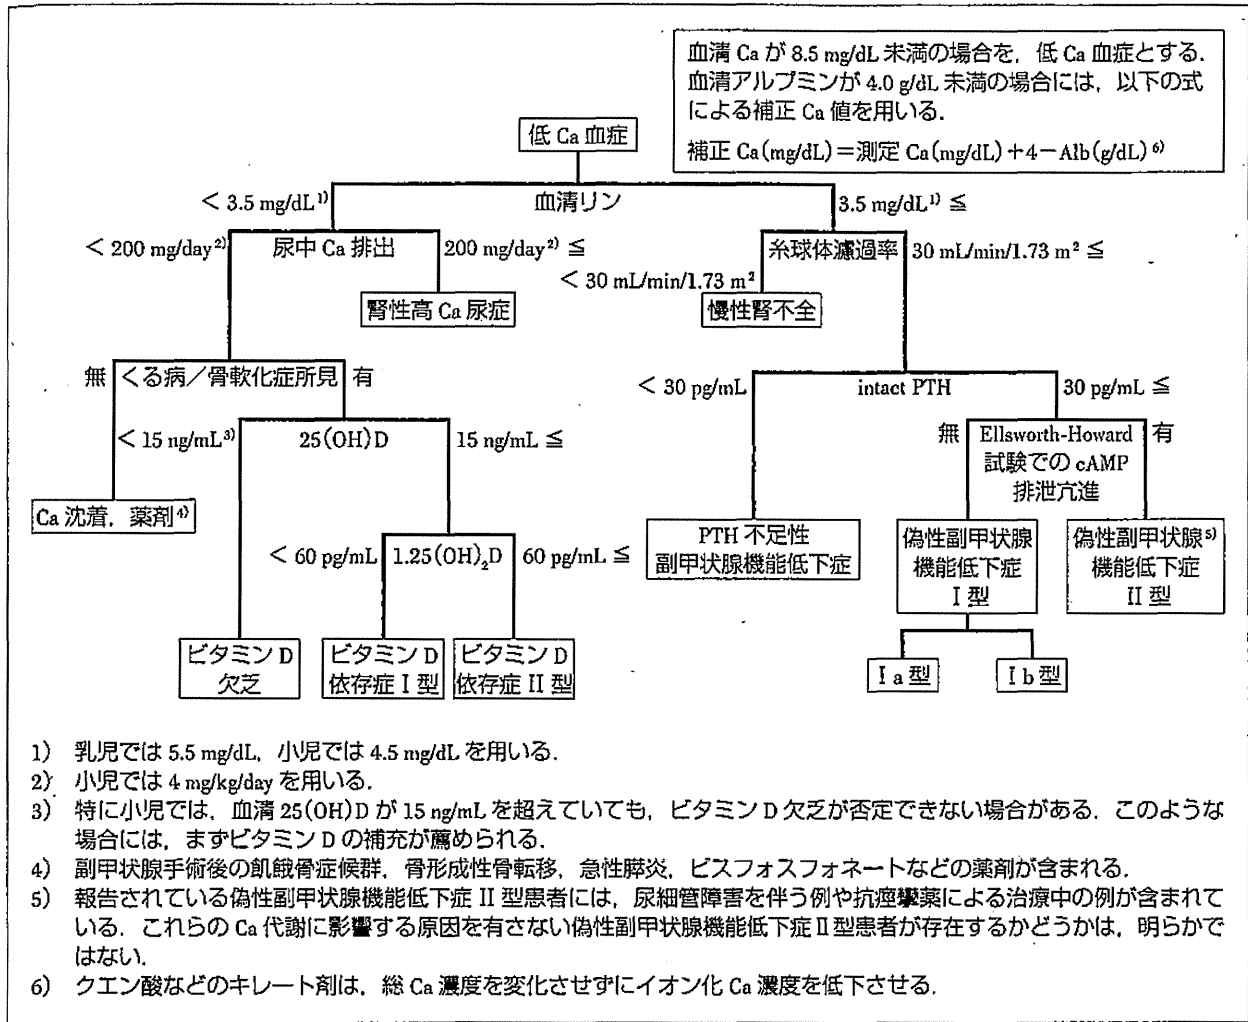 血清 Ca が 8.5 mg/dL 未満の場合を，低 Ca 血症とする．
血清アルブミンが 4.0 g/dL 未満の場合には，以下の式
による補正 Ca 値を用いる．
補正 Ca(mg/dL)＝測定 Ca(mg/dL)＋4－Alb(g/dL) 6)
低 Ca 血症
< 3.5 mg/dL1)
血清リン
3.5 mg/dL1) ≦
< 200 mg/day2)
尿中 Ca 排出
200 mg/day2) ≦
糸球体濾過率
30 mL/min/1.73 m2 ≦
< 30 mL/min/1.73 m2
腎性高 Ca 尿症
慢性腎不全
無
くる病／骨軟化症所見
有
< 30 pg/mL
intact PTH
30 pg/mL ≦
< 15 ng/mL3)
25(OH)D
15 ng/mL ≦
無
Ellsworth-Howard
試験での cAMP
排泄亢進
有
Ca 沈着，薬剤4)
< 60 pg/mL
1.25(OH)2D
60 pg/mL ≦
PTH 不足性
副甲状腺機能低下症
偽性副甲状腺
機能低下症
I 型
偽性副甲状腺5)
機能低下症
II 型
ビタミン D
欠乏
ビタミン D
依存症 I 型
ビタミン D
依存症 II 型
I a 型
I b 型
1) 乳児では 5.5 mg/dL，小児では 4.5 mg/dL を用いる．
2) 小児では 4 mg/kg/day を用いる．
3) 特に小児では，血清 25(OH)D が 15 ng/mL を超えていても，ビタミン D 欠乏が否定できない場合がある．このような
場合には，まずビタミン D の補充が薦められる．
4) 副甲状腺手術後の飢餓骨症候群，骨形成性骨転移，急性膵炎，ビスフォスフォネートなどの薬剤が含まれる．
5) 報告されている偽性副甲状腺機能低下症 II 型患者には，尿細管障害を伴う例や抗痙攣薬による治療中の例が含まれて
いる．これらの Ca 代謝に影響する原因を有さない偽性副甲状腺機能低下症 II 型患者が存在するかどうかは，明らかで
はない．
6) クエン酸などのキレート剤は，総 Ca 濃度を変化させずにイオン化 Ca 濃度を低下させる．